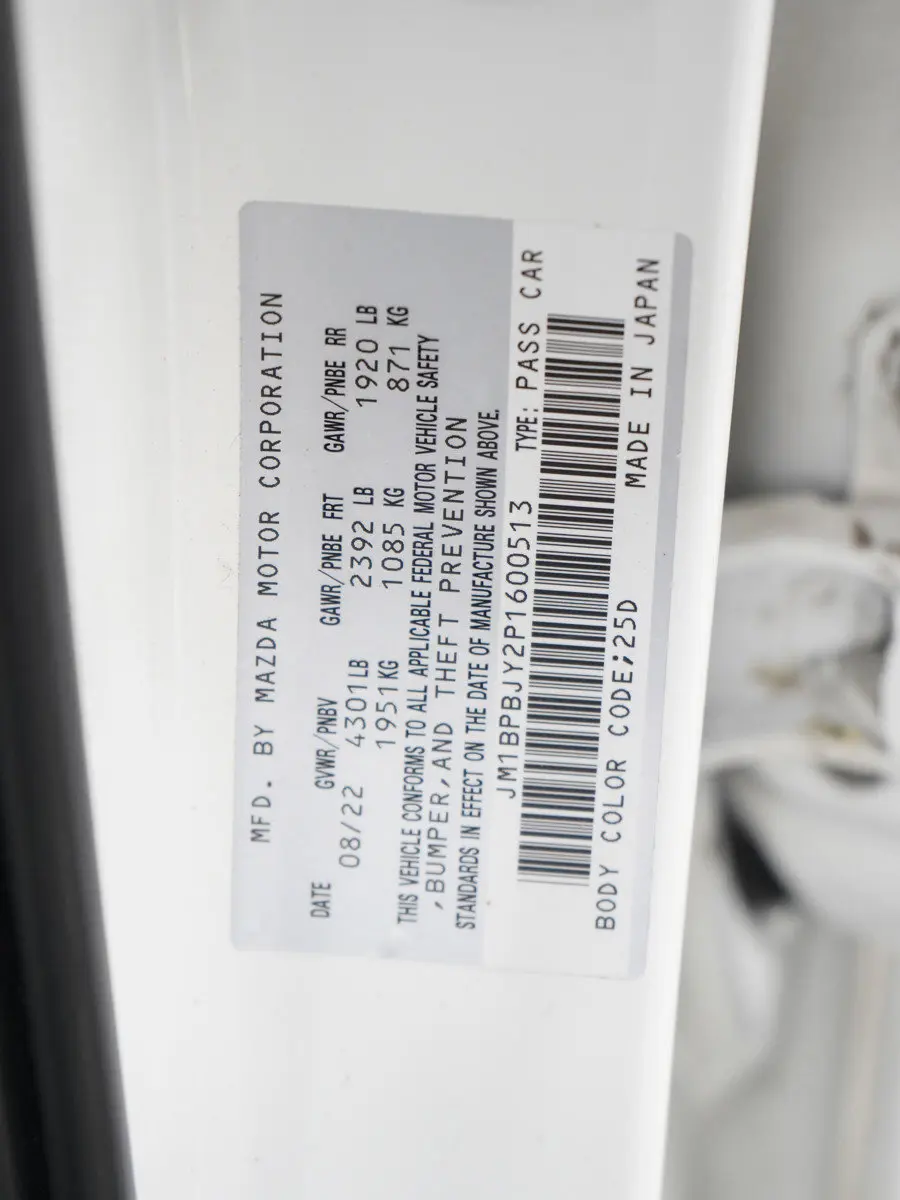 MFD. BY MAZDA MOTOR CORPORATION
DATE GVWR/PNBV GAWR/PNBE FRT GAWR/PNBE RR
08/22 4301LB 2392 LB 1920 LB
1951KG 1085 KG 871 KG
THIS VEHICLE CONFORMS TO ALL APPLICABLE FEDERAL MOTOR VEHICLE SAFETY
,BUMPER,AND THEFT PREVENTION
STANDARDS IN EFFECT ON THE DATE OF MANUFACTURE SHOWN ABOVE.
JM1BPBJY2P1600513 TYPE: PASS CAR
BODY COLOR CODE;25D MADE IN JAPAN